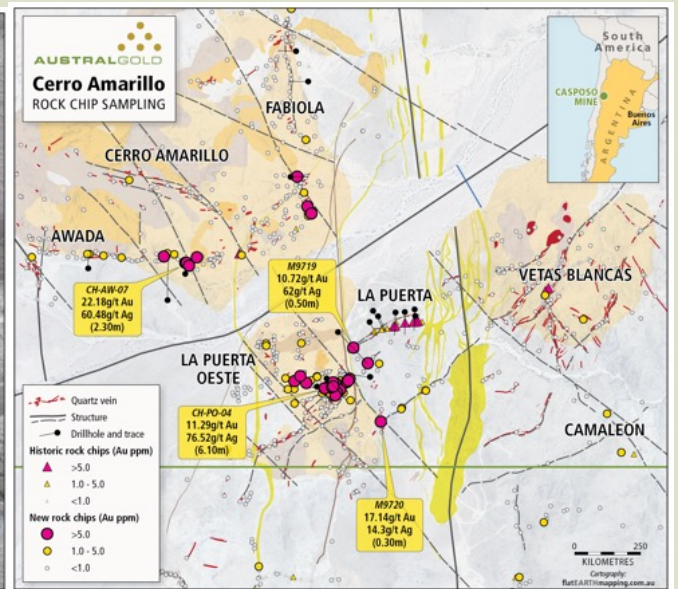 AUSTRALGOLD
Cerro Amarillo
ROCK CHIP SAMPLING
South
America
CASPOSO
MINE
ARGENTINA
Buenos
Aires
FABIOLA
CERRO AMARILLO
AWADA
CH-AW-07
22.18g/t Au
60.48g/t Ag
(2.30m)
M9719
10.72g/t Au
62g/t Ag
(0.50m)
LA PUERTA
VETAS BLANCAS
LA PUERTA
OESTE
CH-PO-04
11.29g/t Au
76.52g/t Ag
(6.10m)
CAMALEON
M9720
17.14g/t Au
14.3g/t Ag
(0.30m)
Quartz vein
Structure
Drillhole and trace
Historic rock chips (Au ppm)
>5.0
1.0 - 5.0
<1.0
New rock chips (Au ppm)
>5.0
1.0 - 5.0
<1.0
0 250
KILOMETRES
Cartography:
flatEARTHmapping.com.au